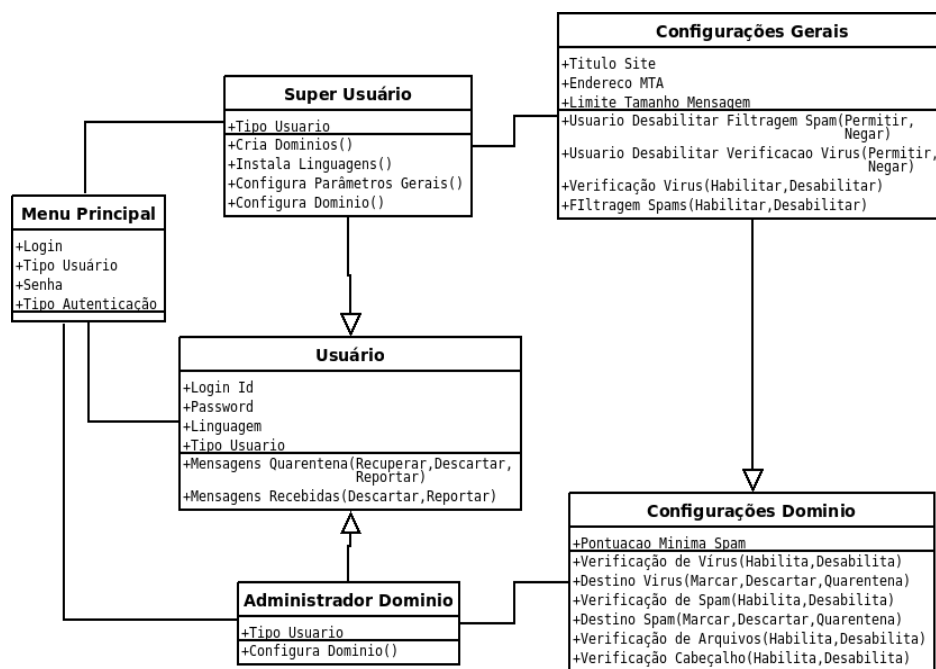 Configurações Gerais
+Titulo Site
+Endereco MTA
+Limite Tamanho Mensagem
+Usuario Desabilitar Filtragem Spam(Permitir,
Negar)
+Usuario Desabilitar Verificacao Virus(Permitir,
Negar)
+Verificação Virus(Habilitar,Desabilitar)
+FIltragem Spams(Habilitar,Desabilitar)
Super Usuário
+Tipo Usuario
+Cria Dominios()
+Instala Linguagens()
+Configura Parâmetros Gerais()
+Configura Dominio()
Menu Principal
+Login
+Tipo Usuário
+Senha
+Tipo Autenticação
Usuário
+Login Id
+Password
+Linguagem
+Tipo Usuario
+Mensagens Quarentena(Recuperar,Descartar,
Reportar)
+Mensagens Recebidas(Descartar,Reportar)
Configurações Dominio
+Pontuacao Minima Spam
+Verificação de Vírus(Habilita,Desabilita)
+Destino Virus(Marcar,Descartar,Quarentena)
+Verificação de Spam(Habilita,Desabilita)
+Destino Spam(Marcar,Descartar,Quarentena)
+Verificação de Arquivos(Habilita,Desabilita)
+Verificação Cabeçalho(Habilita,Desabilita)
Administrador Dominio
+Tipo Usuario
+Configura Dominio()